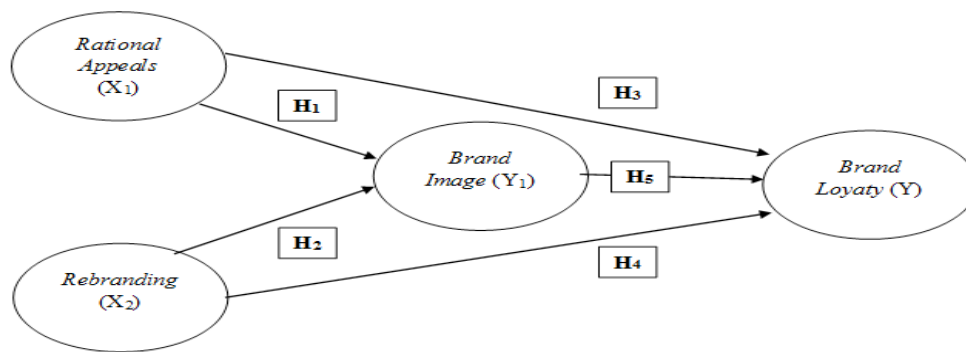 Rational
Appeals
(X₁)
H₁
H₃
Brand
Image (Y₁)
H₅
Brand
Loyaty (Y)
H₂
H₄
Rebranding
(X₂)